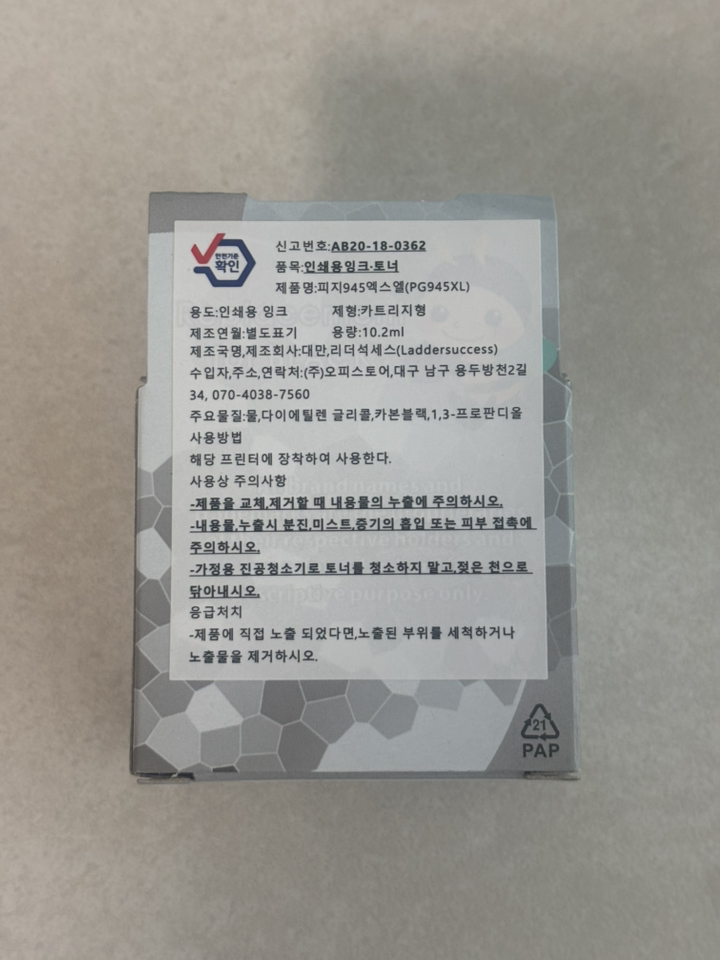 안전기준
확인
신고번호:AB20-18-0362
품목:인쇄용잉크·토너
제품명:피지945엑스엘(PG945XL)
용도:인쇄용 잉크 제형:카트리지형
제조연월:별도표기 용량:10.2ml
제조국명,제조회사:대만,리더석세스(Laddersuccess)
수입자,주소,연락처:(주)오피스토어,대구 남구 용두방천2길
34, 070-4038-7560
주요물질:물,다이에틸렌 글리콜,카본블랙,1,3-프로판디올
사용방법
해당 프린터에 장착하여 사용한다.
사용상 주의사항
-제품을 교체,제거할 때 내용물의 누출에 주의하시오.
-내용물,누출시 분진,미스트,증기의 흡입 또는 피부 접촉에
주의하시오.
-가정용 진공청소기로 토너를 청소하지 말고,젖은 천으로
닦아내시오.
응급처치
-제품에 직접 노출 되었다면,노출된 부위를 세척하거나
노출물을 제거하시오.
brand names and
respective holders and
descriptive purpose only.
21
PAP